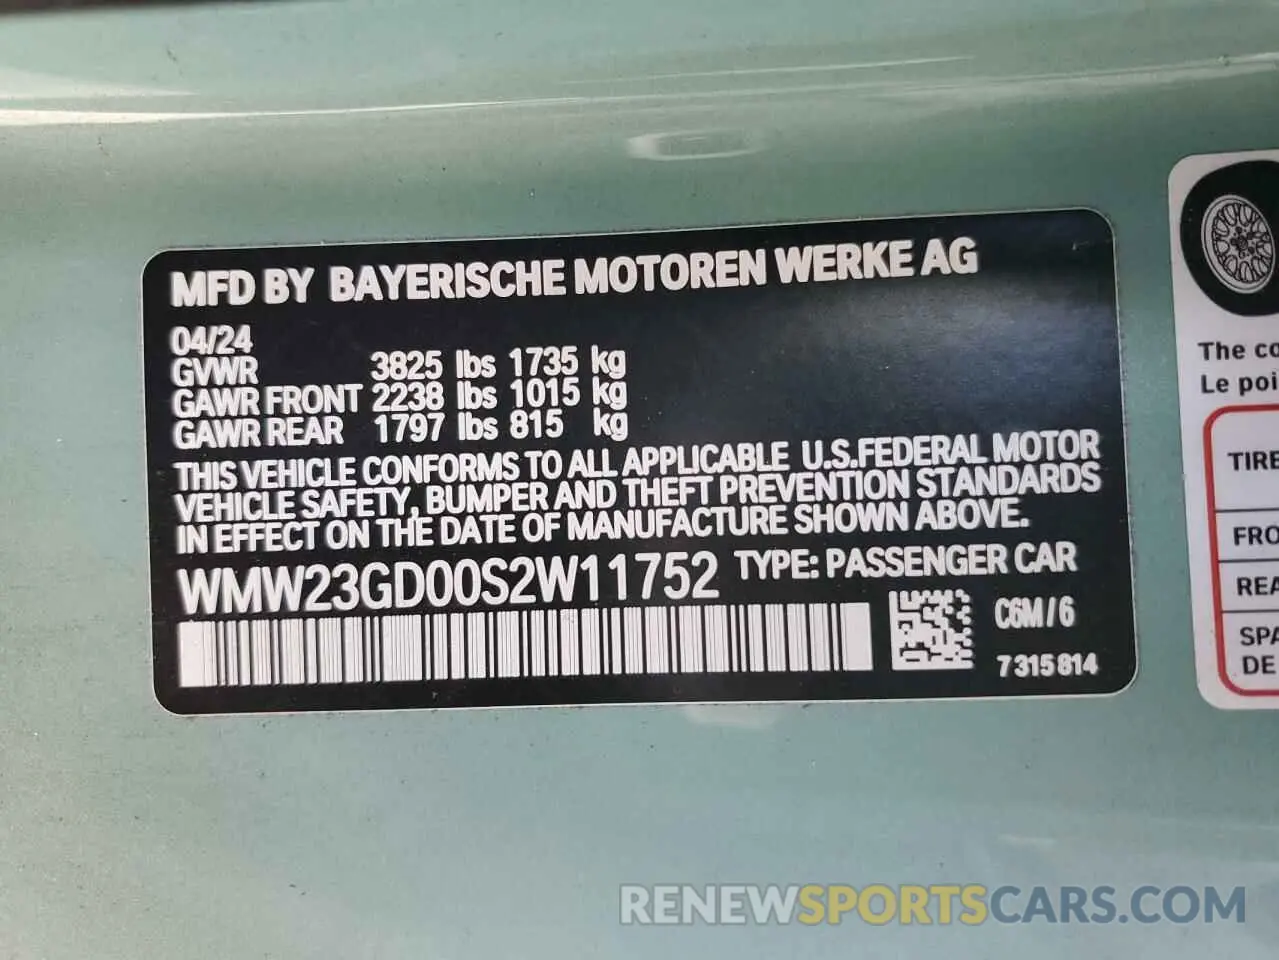 MFD BY BAYERISCHE MOTOREN WERKE AG
04/24
GVWR 3825 lbs 1735 kg
GAWR FRONT 2238 lbs 1015 kg
GAWR REAR 1797 lbs 815 kg
THIS VEHICLE CONFORMS TO ALL APPLICABLE U.S.FEDERAL MOTOR
VEHICLE SAFETY, BUMPER AND THEFT PREVENTION STANDARDS
IN EFFECT ON THE DATE OF MANUFACTURE SHOWN ABOVE.
WMW23GD00S2W11752 TYPE: PASSENGER CAR
C6M/6
7315814
The co
Le poi
TIRE
FRO
REA
SPA
DE
RENEWSPORTSCARS.COM